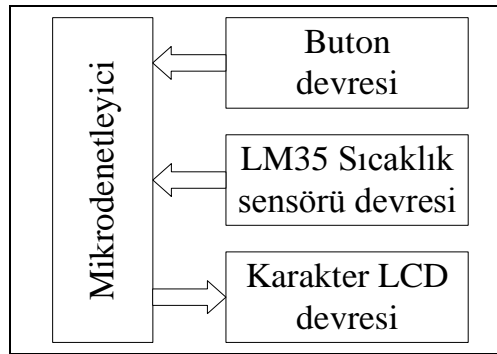 Mikrodenetleyici
Buton
devresi
LM35 Sıcaklık
sensörü devresi
Karakter LCD
devresi